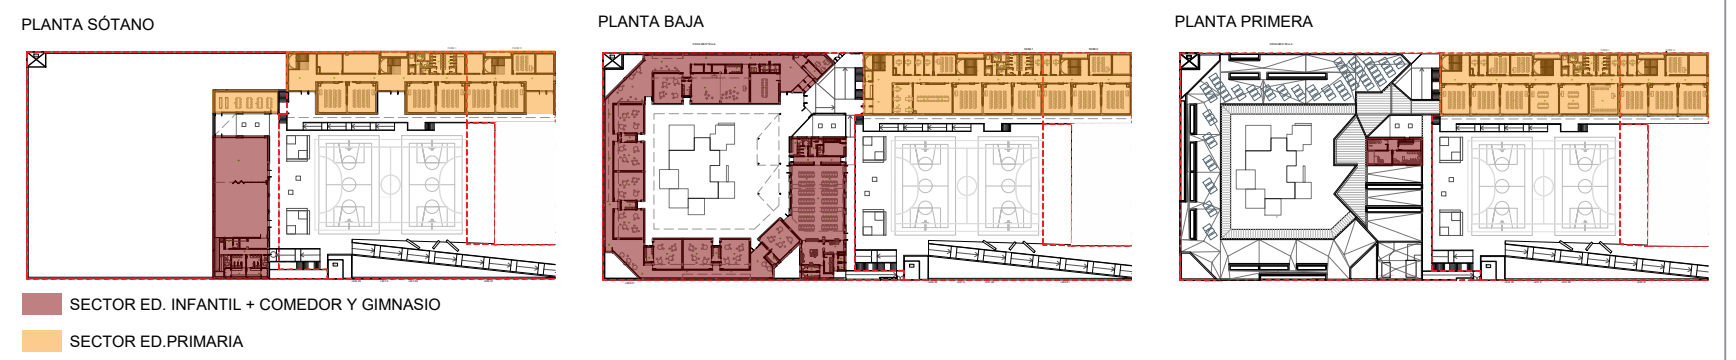 PLANTA SÓTANO
PLANTA BAJA
PLANTA PRIMERA
SECTOR ED. INFANTIL + COMEDOR Y GIMNASIO
SECTOR ED.PRIMARIA